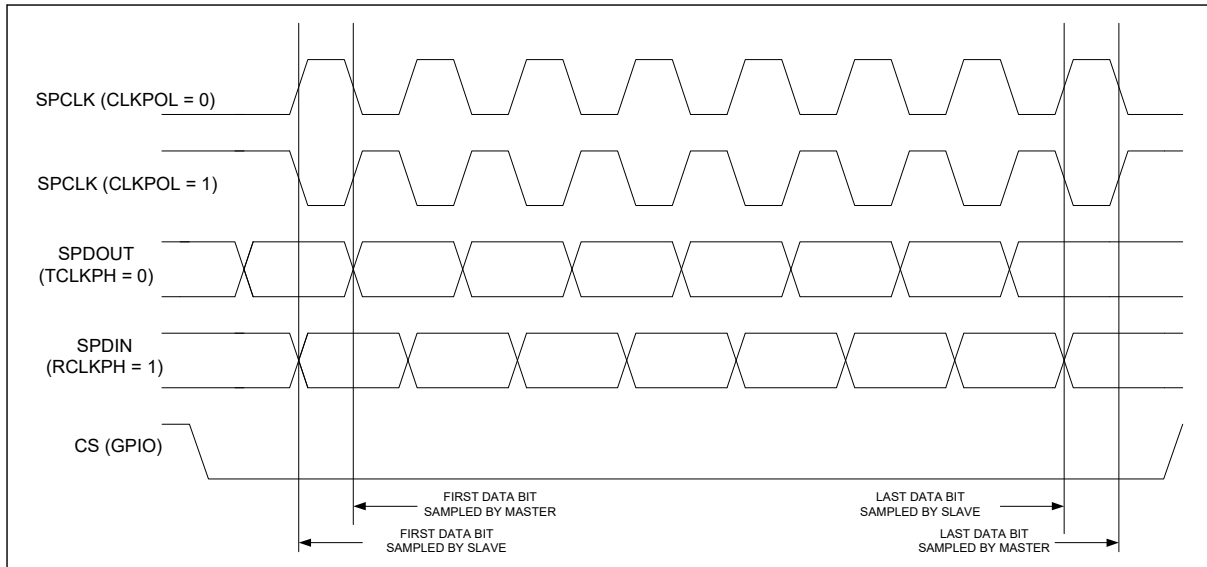 SPCLK (CLKPOL = 0)
SPCLK (CLKPOL = 1)
SPDOUT
(TCLKPH = 0)
SPDIN
(RCLKPH = 1)
CS (GPIO)
FIRST DATA BIT
SAMPLED BY MASTER
LAST DATA BIT
SAMPLED BY SLAVE
FIRST DATA BIT
SAMPLED BY SLAVE
LAST DATA BIT
SAMPLED BY MASTER